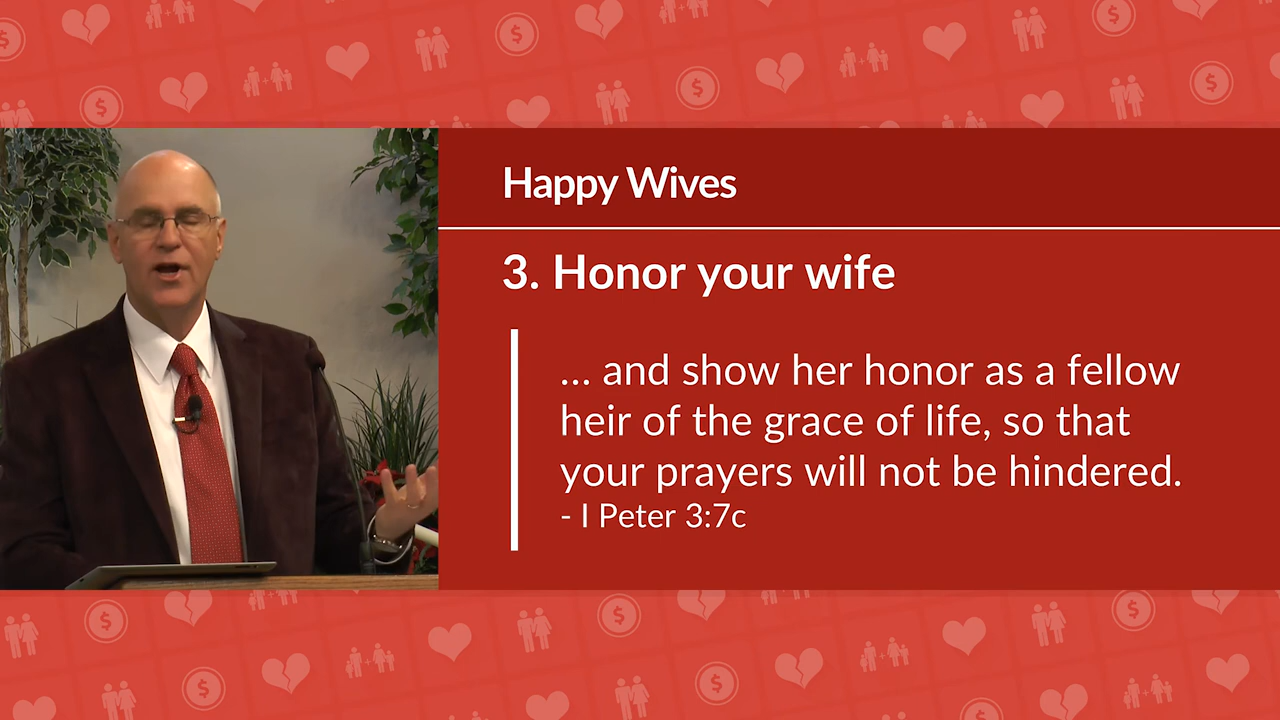 Happy Wives
3. Honor your wife
... and show her honor as a fellow
heir of the grace of life, so that
your prayers will not be hindered.
- I Peter 3:7c